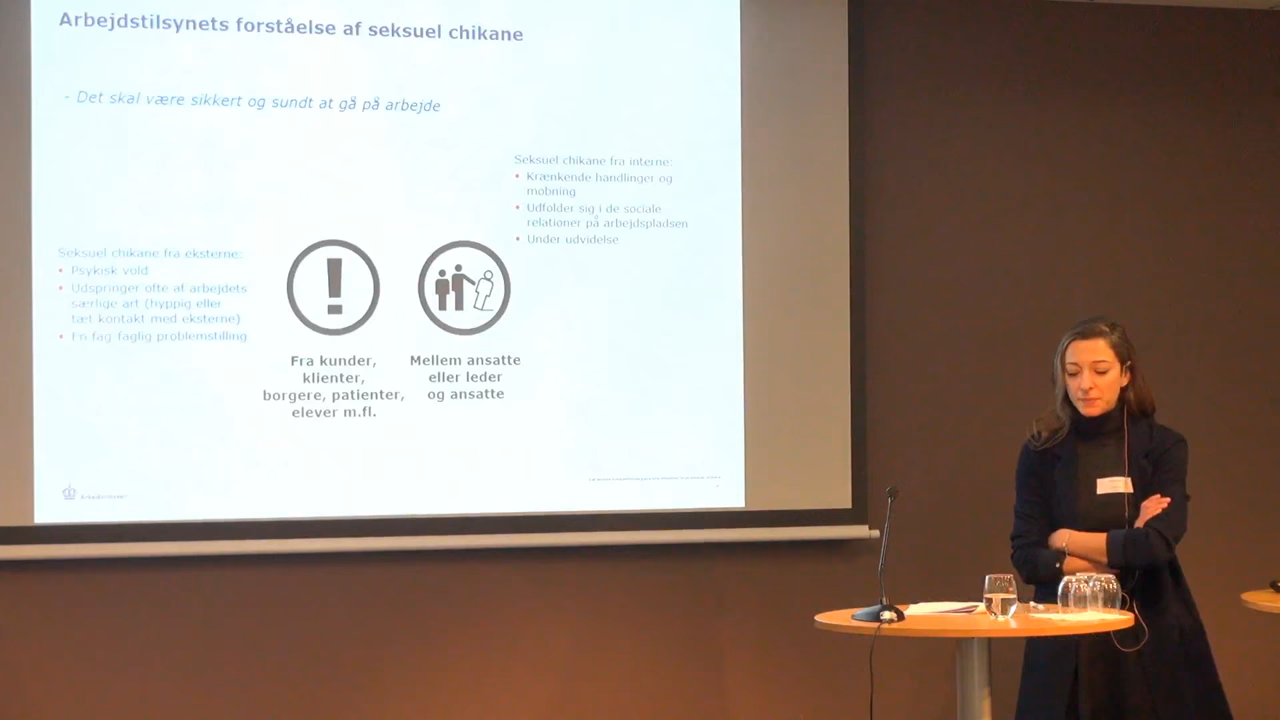 Arbejdstilsynets forståelse af seksuel chikane
- Det skal være sikkert og sundt at gå på arbejde
Seksuel chikane fra interne:
• Krænkende handlinger og
mobning
• Udfolder sig i de sociale
relationer på arbejdspladsen
• Under udvidelse
Seksuel chikane fra eksterne:
• Psykisk vold
• Udspringer ofte af arbejdets
særlige art (hyppig eller
tæt kontakt med eksterne)
• En fag faglig problemstilling
Fra kunder,
klienter,
borgere, patienter,
elever m.fl.
Mellem ansatte
eller leder
og ansatte
Arbejdstilsynet